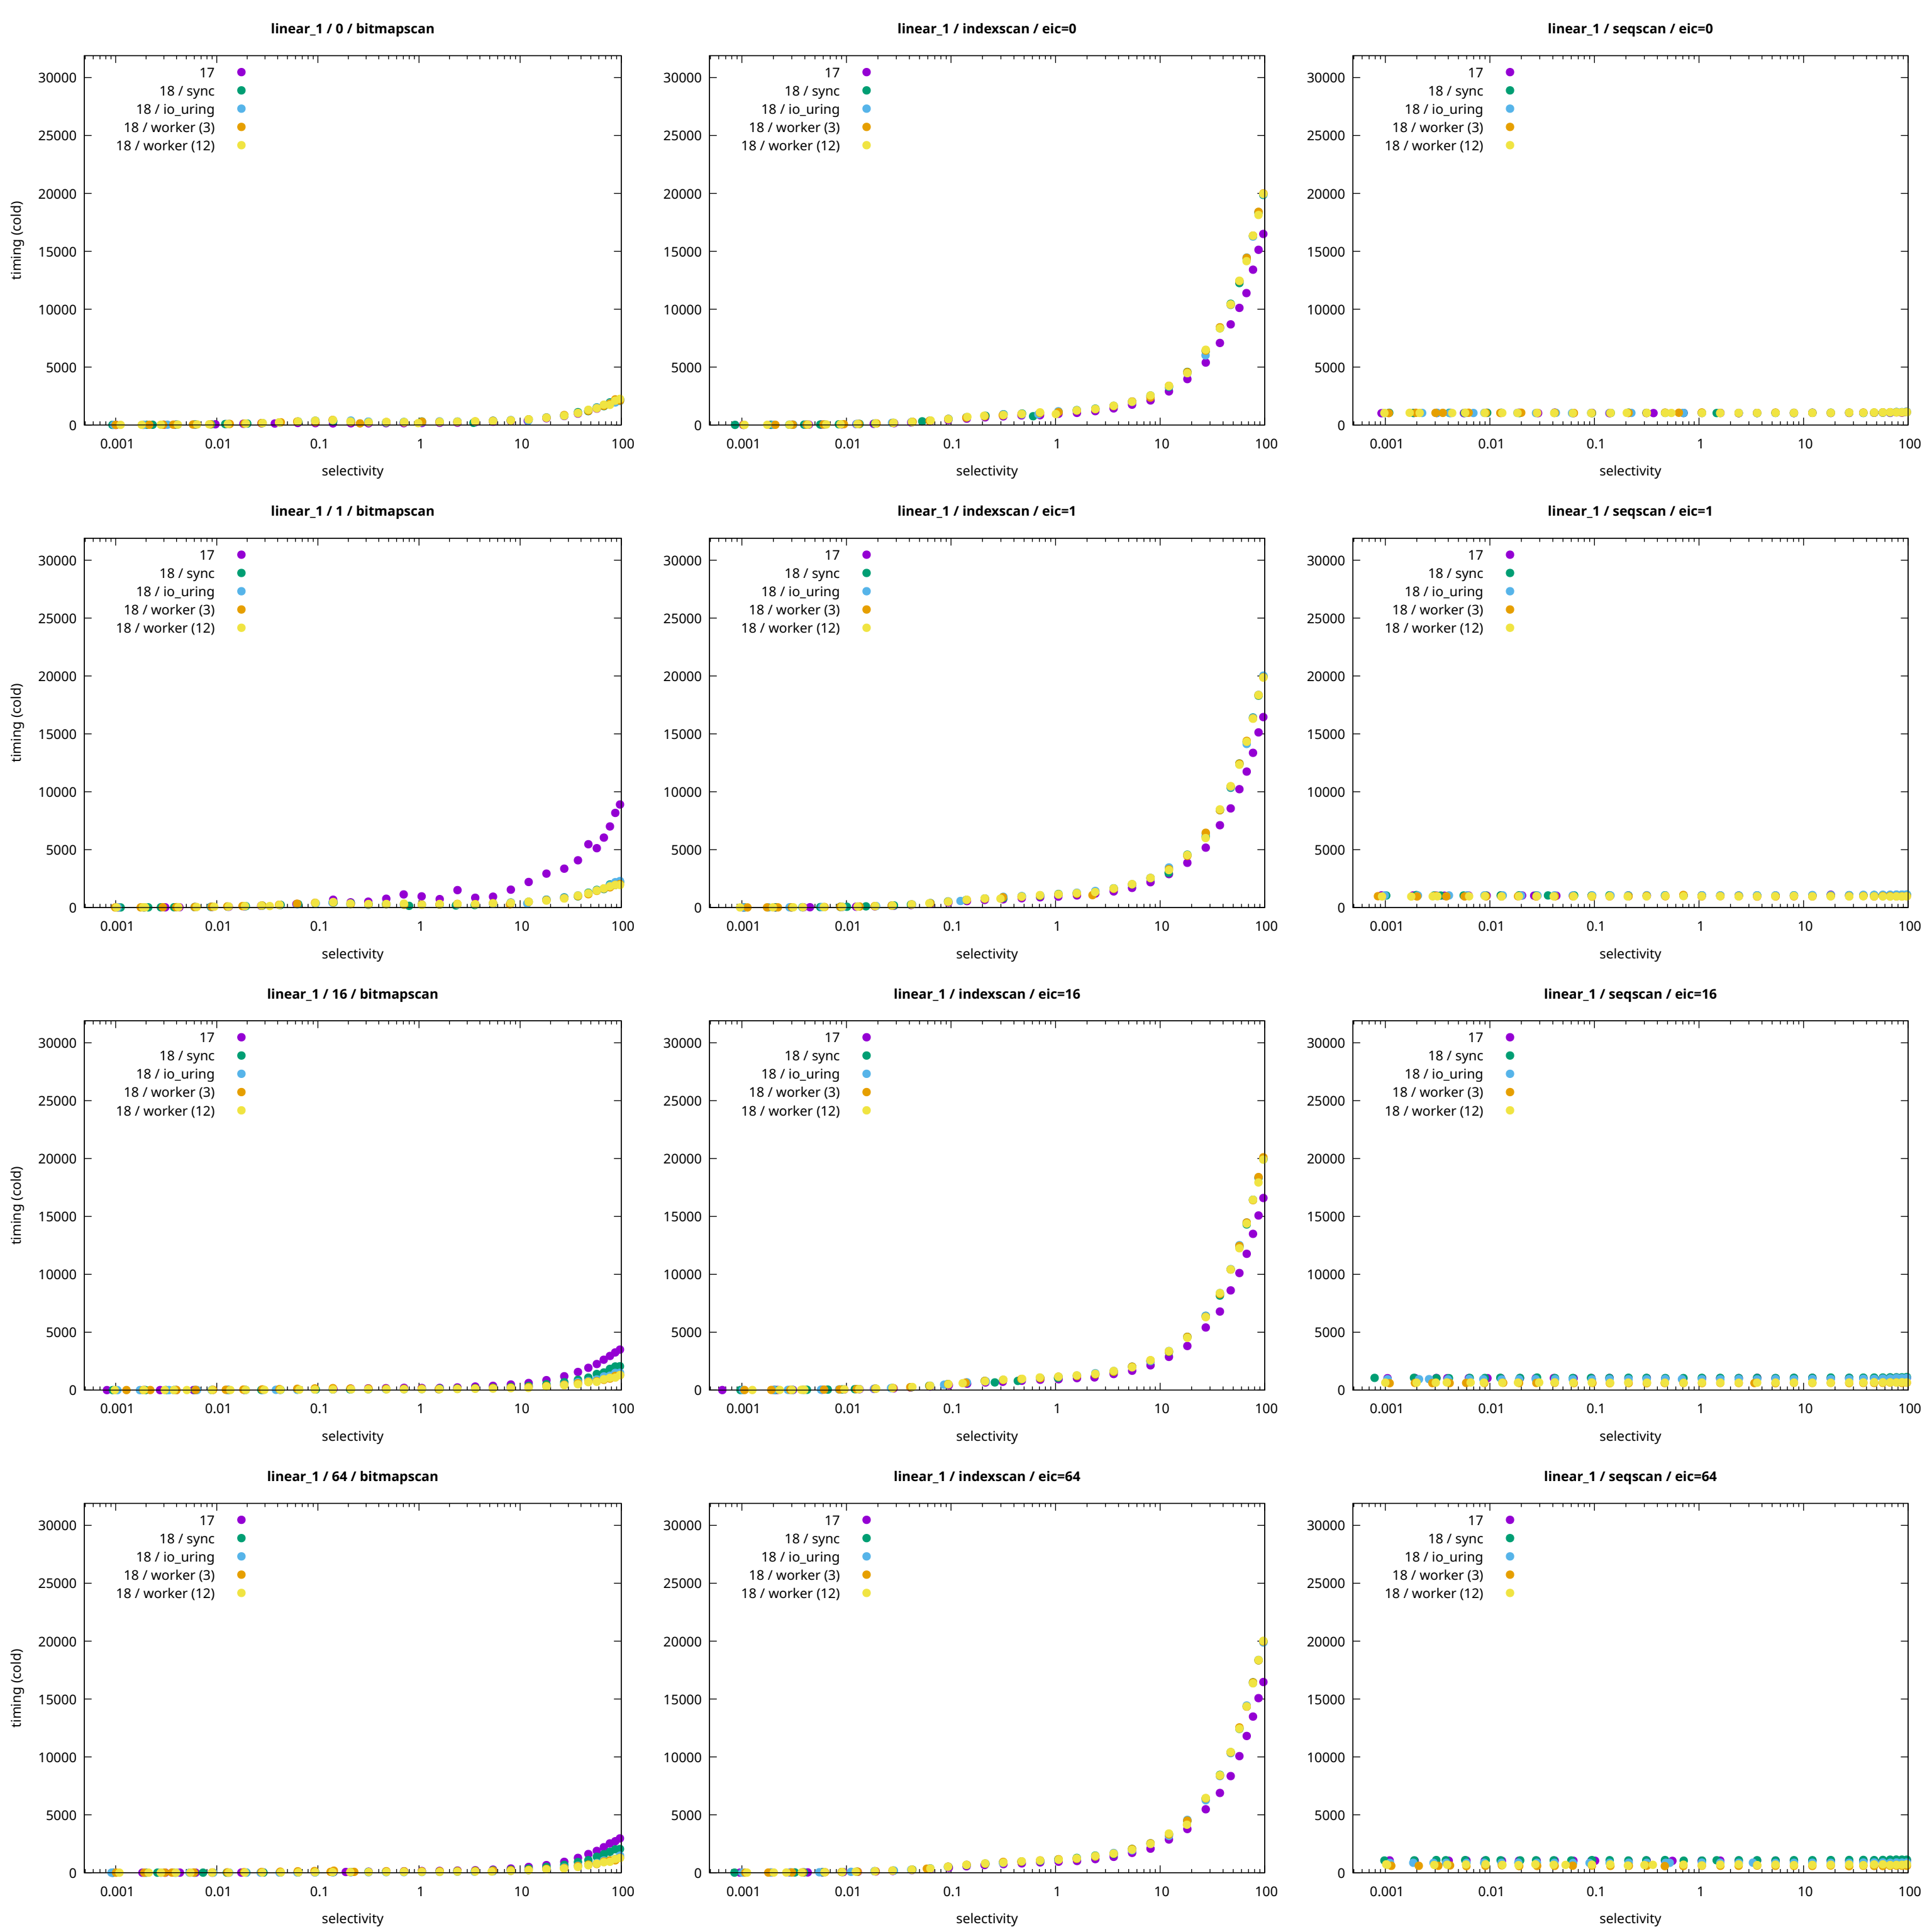 linear_1 / 0 / bitmapscan
timing (cold)
30000
25000
20000
15000
10000
5000
0
17
18 / sync
18 / io_uring
18 / worker (3)
18 / worker (12)
0.001 0.01 0.1 1 10 100
selectivity
linear_1 / indexscan / eic=0
30000
25000
20000
15000
10000
5000
0
17
18 / sync
18 / io_uring
18 / worker (3)
18 / worker (12)
0.001 0.01 0.1 1 10 100
selectivity
linear_1 / seqscan / eic=0
30000
25000
20000
15000
10000
5000
0
17
18 / sync
18 / io_uring
18 / worker (3)
18 / worker (12)
0.001 0.01 0.1 1 10 100
selectivity
linear_1 / 1 / bitmapscan
timing (cold)
30000
25000
20000
15000
10000
5000
0
17
18 / sync
18 / io_uring
18 / worker (3)
18 / worker (12)
0.001 0.01 0.1 1 10 100
selectivity
linear_1 / indexscan / eic=1
30000
25000
20000
15000
10000
5000
0
17
18 / sync
18 / io_uring
18 / worker (3)
18 / worker (12)
0.001 0.01 0.1 1 10 100
selectivity
linear_1 / seqscan / eic=1
30000
25000
20000
15000
10000
5000
0
17
18 / sync
18 / io_uring
18 / worker (3)
18 / worker (12)
0.001 0.01 0.1 1 10 100
selectivity
linear_1 / 16 / bitmapscan
timing (cold)
30000
25000
20000
15000
10000
5000
0
17
18 / sync
18 / io_uring
18 / worker (3)
18 / worker (12)
0.001 0.01 0.1 1 10 100
selectivity
linear_1 / indexscan / eic=16
30000
25000
20000
15000
10000
5000
0
17
18 / sync
18 / io_uring
18 / worker (3)
18 / worker (12)
0.001 0.01 0.1 1 10 100
selectivity
linear_1 / seqscan / eic=16
30000
25000
20000
15000
10000
5000
0
17
18 / sync
18 / io_uring
18 / worker (3)
18 / worker (12)
0.001 0.01 0.1 1 10 100
selectivity
linear_1 / 64 / bitmapscan
timing (cold)
30000
25000
20000
15000
10000
5000
0
17
18 / sync
18 / io_uring
18 / worker (3)
18 / worker (12)
0.001 0.01 0.1 1 10 100
selectivity
linear_1 / indexscan / eic=64
30000
25000
20000
15000
10000
5000
0
17
18 / sync
18 / io_uring
18 / worker (3)
18 / worker (12)
0.001 0.01 0.1 1 10 100
selectivity
linear_1 / seqscan / eic=64
30000
25000
20000
15000
10000
5000
0
17
18 / sync
18 / io_uring
18 / worker (3)
18 / worker (12)
0.001 0.01 0.1 1 10 100
selectivity